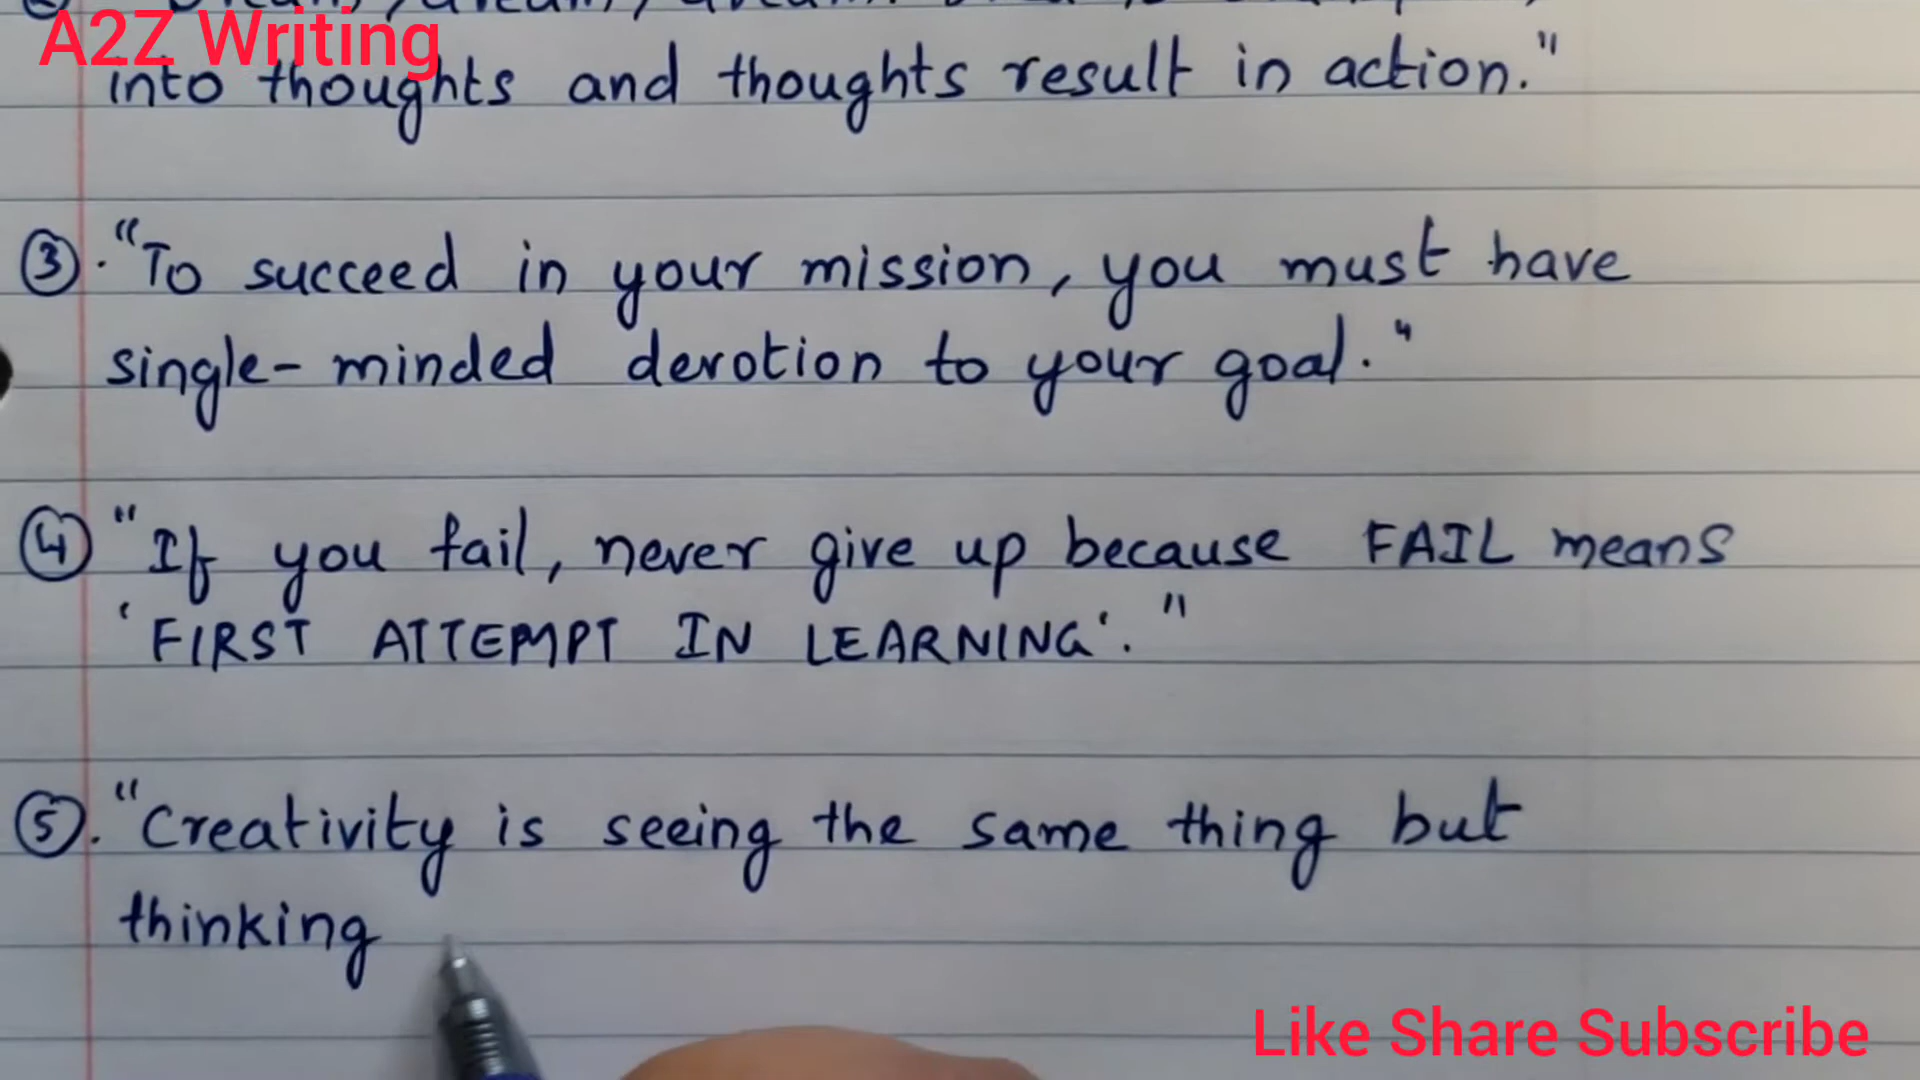 A2Z Writing
into thoughts and thoughts result in action."
③. "To succeed in your mission, you must have
single-minded devotion to your goal."
④ "If you fail, never give up because FAIL means
'FIRST ATTEMPT IN LEARNING'."
⑤. "Creativity is seeing the same thing but
thinking
Like Share Subscribe